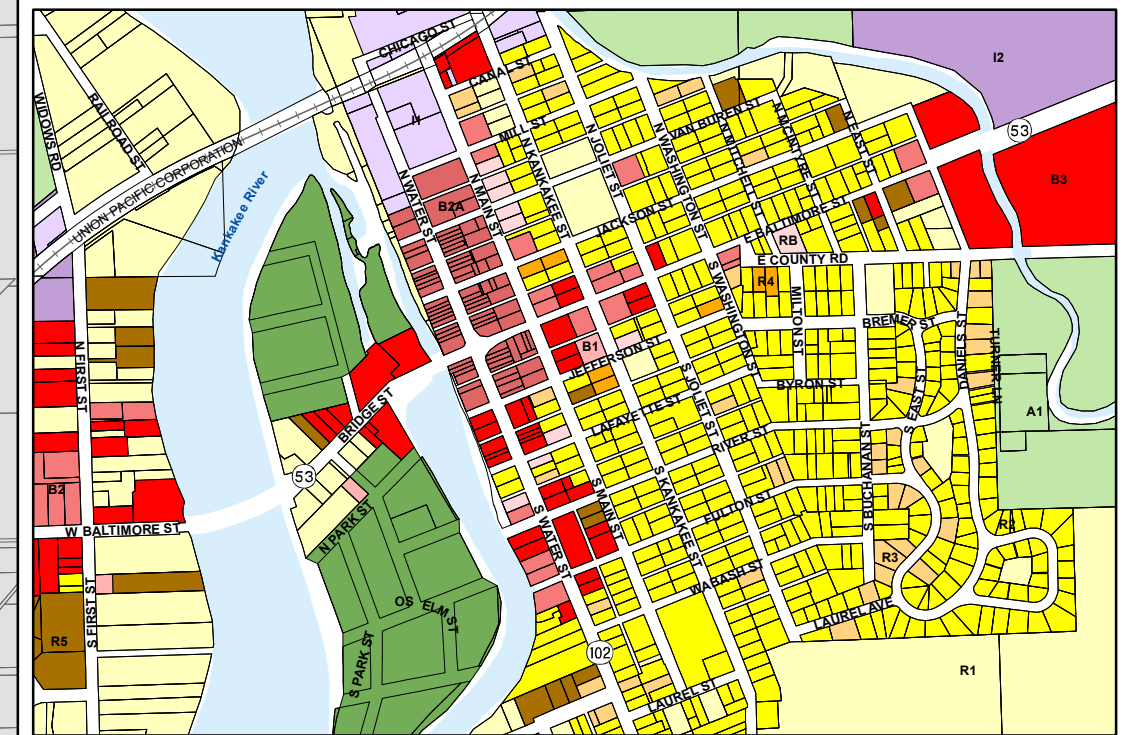 CHICAGO ST
I2
CANAL ST
WIDOWS RD
RAILROAD ST
53
N EAST ST
VAN BUREN ST
MILL ST
N JOLIET ST
N WASHINGTON ST
N MITCHELL ST
N MCINTYRE ST
UNION PACIFIC CORPORATION
B3
Kankakee River
N WATER ST
N MAIN ST
N KANKAKEE ST
B2A
JACKSON ST
E BALTIMORE ST
RB
E COUNTY RD
S WASHINGTON ST
R4
MILTON ST
BREMER ST
DANIELS ST
TURNER LN
N FIRST ST
B1
JEFFERSON ST
BYRON ST
S EAST ST
A1
S JOLIET ST
LAFAYETTE ST
BRIDGE ST
RIVER ST
S BUCHANAN ST
53
B2
S KANKAKEE ST
FULTON ST
W BALTIMORE ST
N PARK ST
S WATER ST
S MAIN ST
R2
R3
WABASH ST
S FIRST ST
OS
ELM ST
LAUREL AVE
R5
S PARK ST
102
R1
LAUREL ST